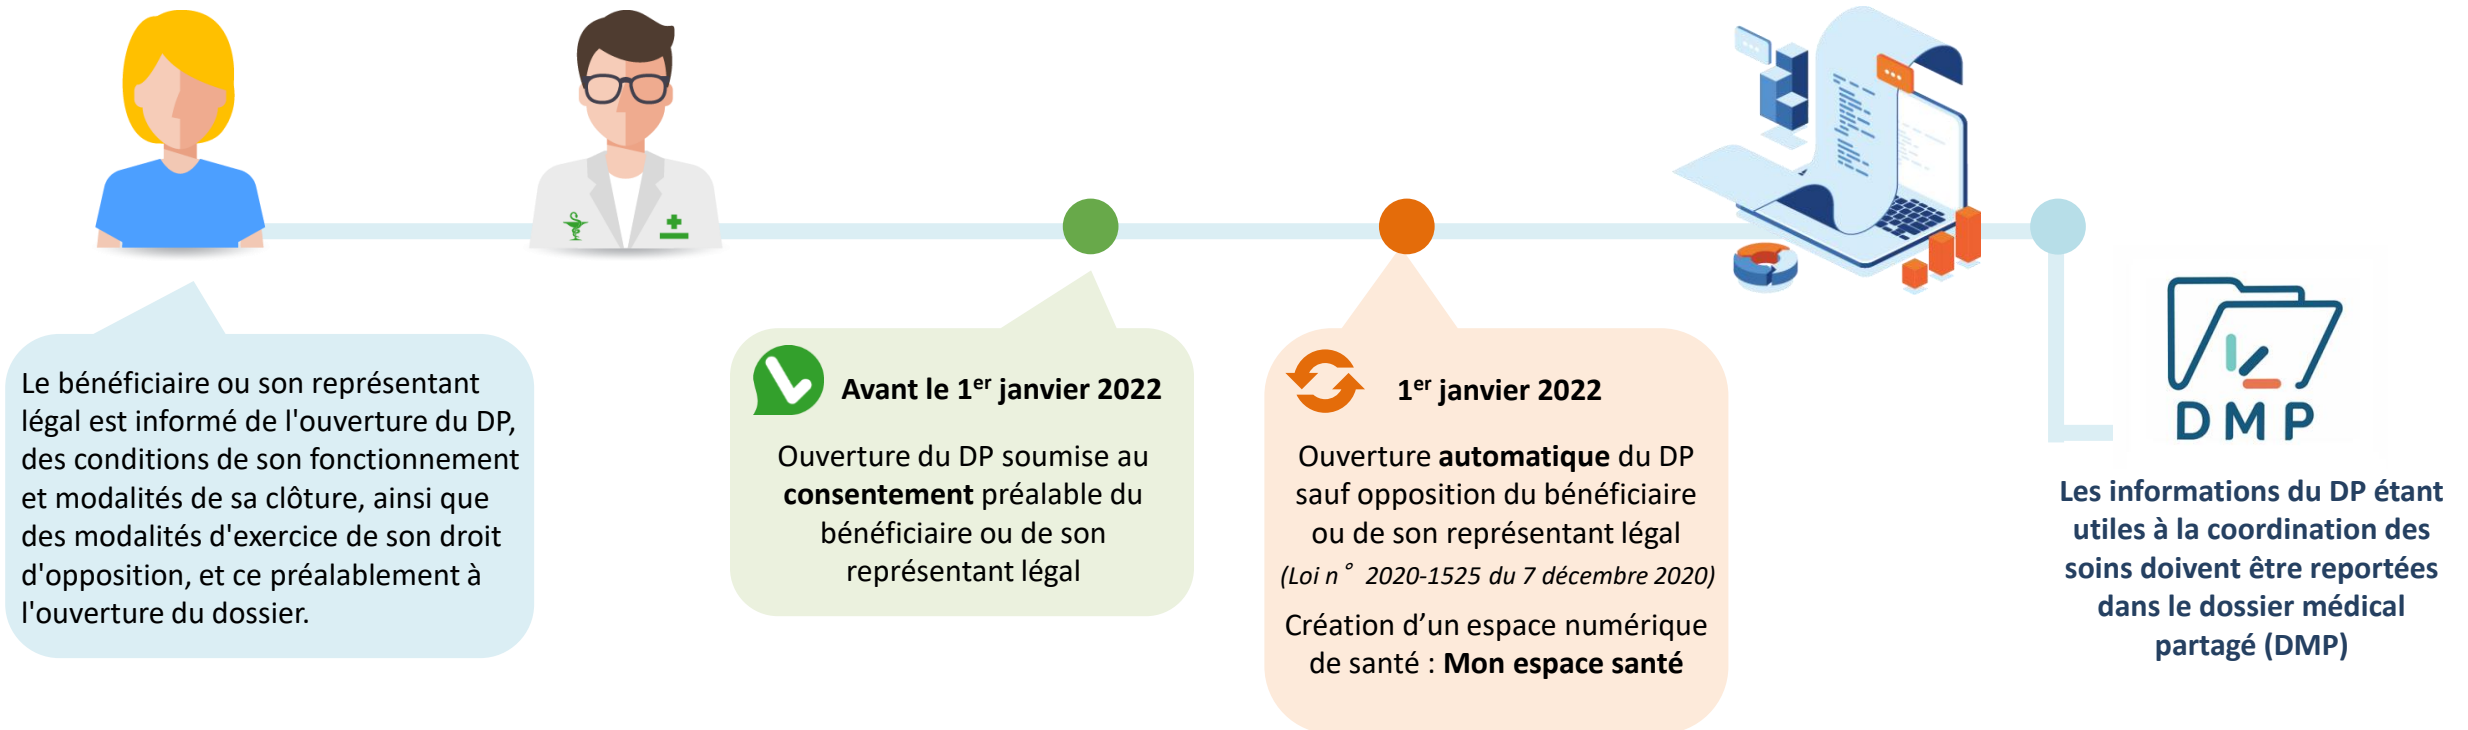 Le bénéficiaire ou son représentant
légal est informé de l'ouverture du DP,
des conditions de son fonctionnement
et modalités de sa clôture, ainsi que
des modalités d'exercice de son droit
d'opposition, et ce préalablement à
l'ouverture du dossier.
Avant le 1er janvier 2022
Ouverture du DP soumise au
consentement préalable du
bénéficiaire ou de son
représentant légal
1er janvier 2022
Ouverture automatique du DP
sauf opposition du bénéficiaire
ou de son représentant légal
(Loi n° 2020-1525 du 7 décembre 2020)
Création d’un espace numérique
de santé : Mon espace santé
DMP
Les informations du DP étant
utiles à la coordination des
soins doivent être reportées
dans le dossier médical
partagé (DMP)